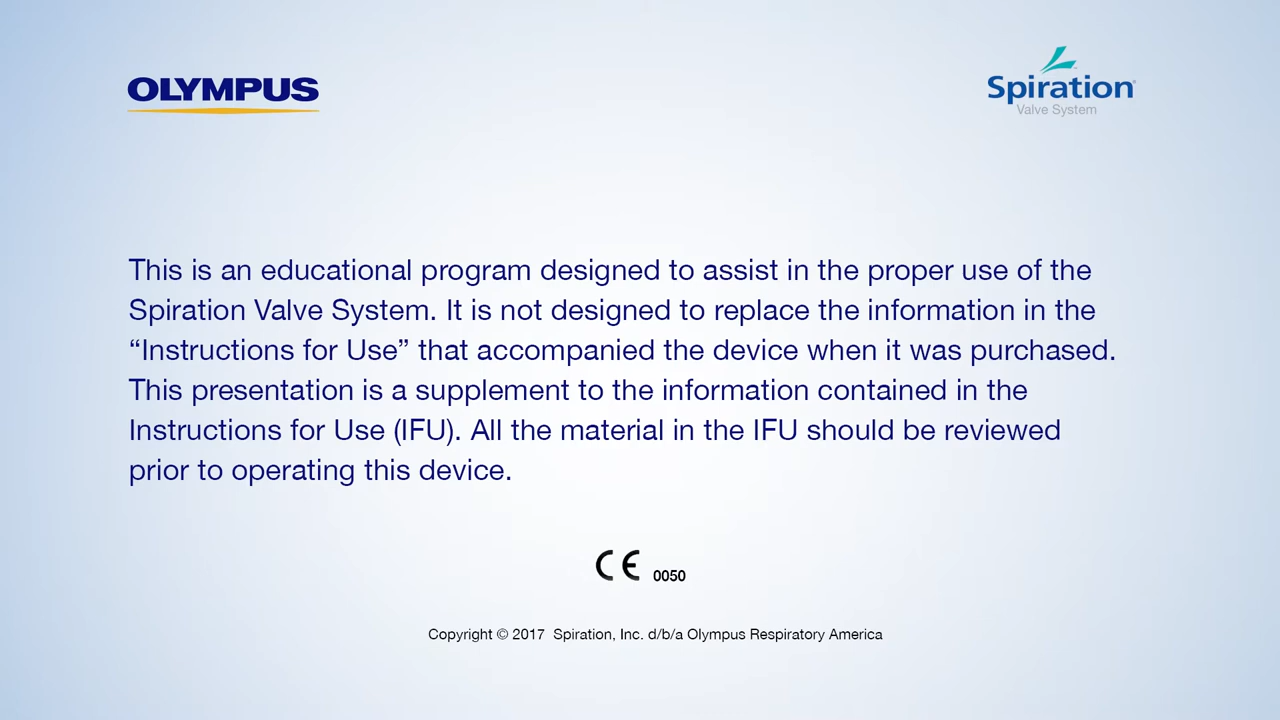 OLYMPUS
Spiration®
Valve System
This is an educational program designed to assist in the proper use of the
Spiration Valve System. It is not designed to replace the information in the
“Instructions for Use” that accompanied the device when it was purchased.
This presentation is a supplement to the information contained in the
Instructions for Use (IFU). All the material in the IFU should be reviewed
prior to operating this device.
CE 0050
Copyright © 2017 Spiration, Inc. d/b/a Olympus Respiratory America